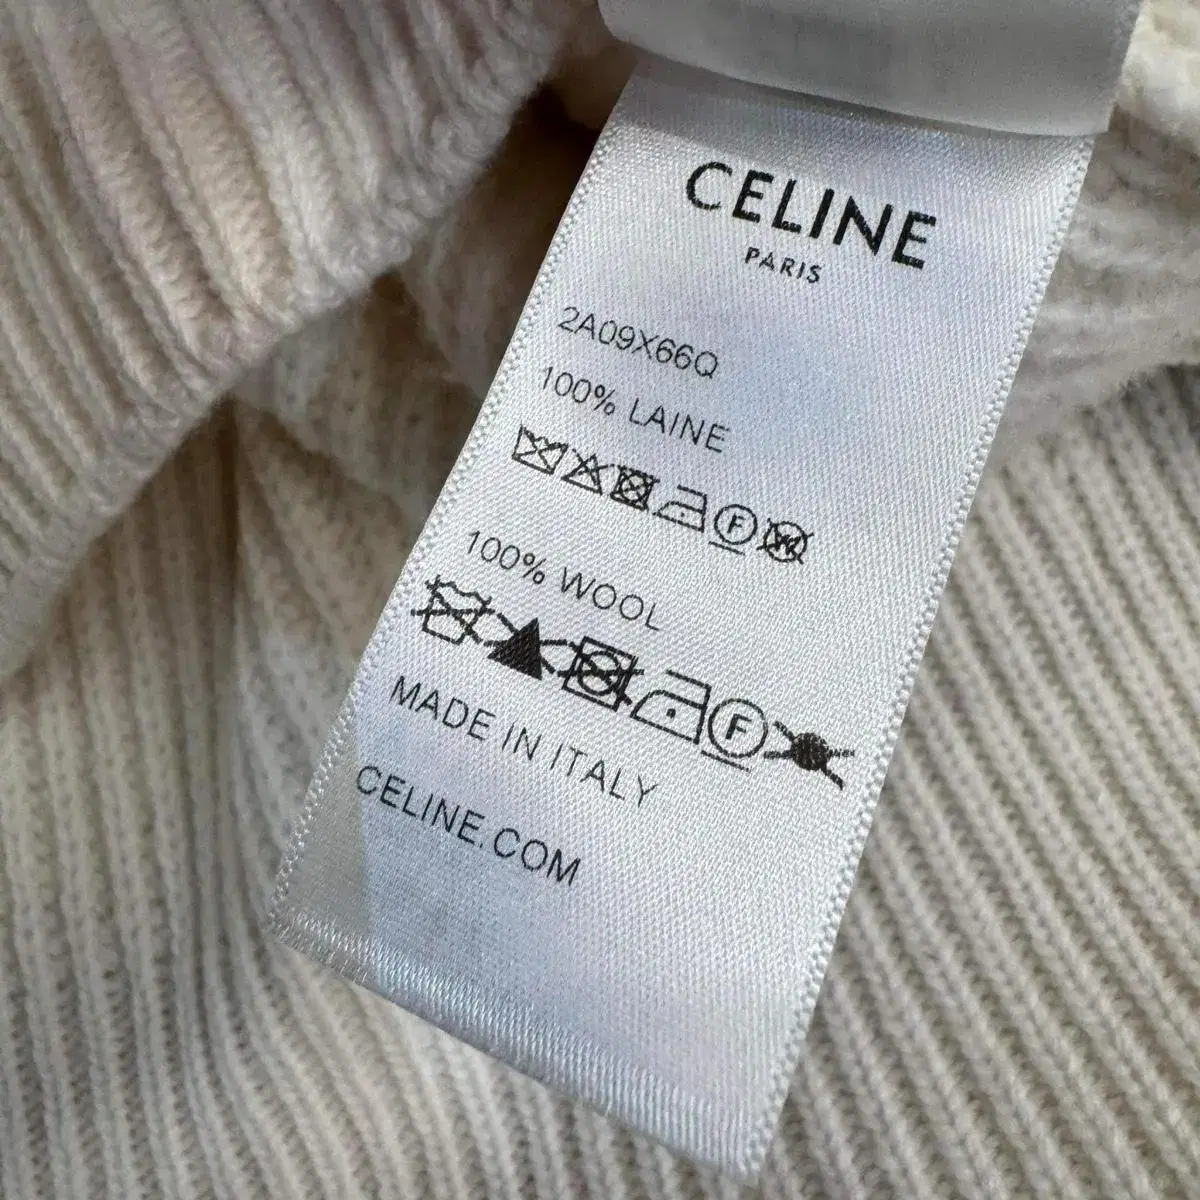 CELINE
PARIS
2A09X66Q
100% LAINE
F W
100% WOOL
F
MADE IN ITALY
CELINE.COM